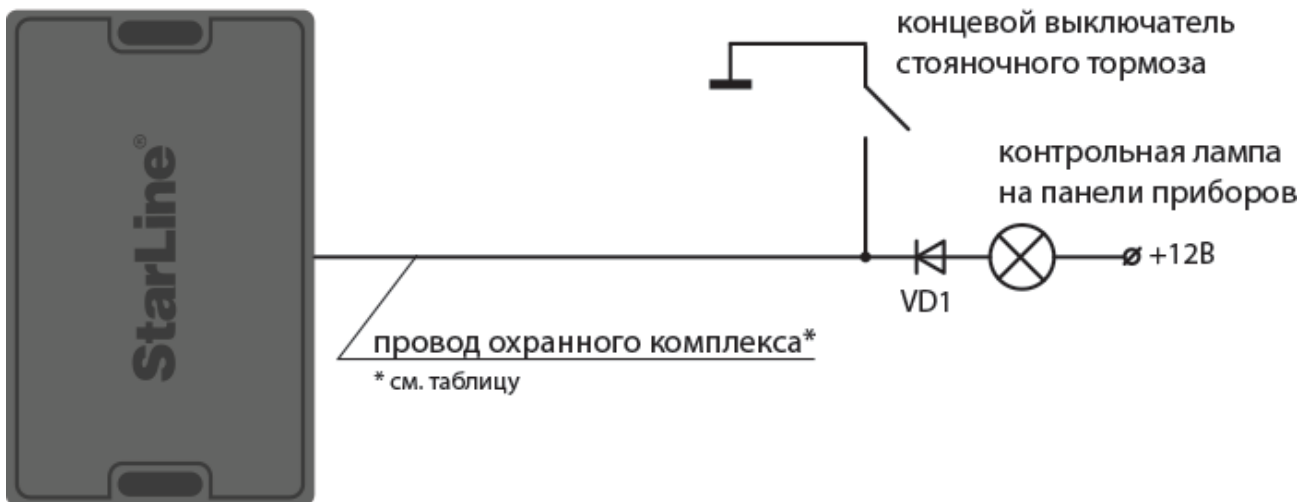 StarLine®
концевой выключатель
стояночного тормоза
контрольная лампа
на панели приборов
+12В
VD1
провод охранного комплекса*
* см. таблицу